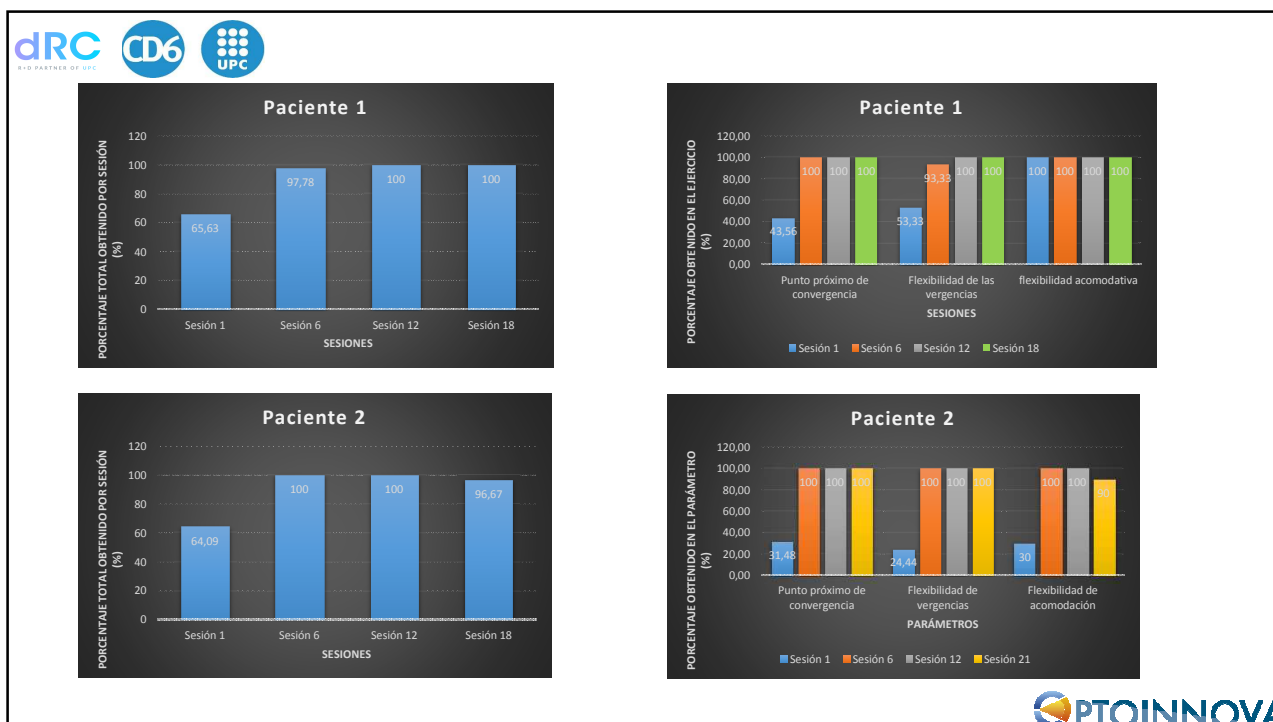 dRC
R+D PARTNER OF UPC
CD6
UPC
Paciente 1
PORCENTAJE TOTAL OBTENIDO POR SESIÓN
(%)
120
100
80
60
40
20
0
65,63
97,78
100
100
Sesión 1 Sesión 6 Sesión 12 Sesión 18
SESIONES
Paciente 1
PORCENTAJE OBTENIDO EN EL EJERCICIO
(%)
120,00
100,00
80,00
60,00
40,00
20,00
0,00
43,56 100 100 100
53,33 93,33 100 100
100 100 100 100
Punto próximo de
convergencia
Flexibilidad de las
vergencias
flexibilidad acomodativa
SESIONES
Sesión 1 Sesión 6 Sesión 12 Sesión 18
Paciente 2
PORCENTAJE TOTAL OBTENIDO POR SESIÓN
(%)
120
100
80
60
40
20
0
64,09
100
100
96,67
Sesión 1 Sesión 6 Sesión 12 Sesión 18
SESIONES
Paciente 2
PORCENTAJE OBTENIDO EN EL PARÁMETRO
(%)
120,00
100,00
80,00
60,00
40,00
20,00
0,00
31,48 100 100 100
24,44 100 100 100
30 100 100 90
Punto próximo de
convergencia
Flexibilidad de
vergencias
Flexibilidad de
acomodación
PARÁMETROS
Sesión 1 Sesión 6 Sesión 12 Sesión 21
OPTOINNOVA